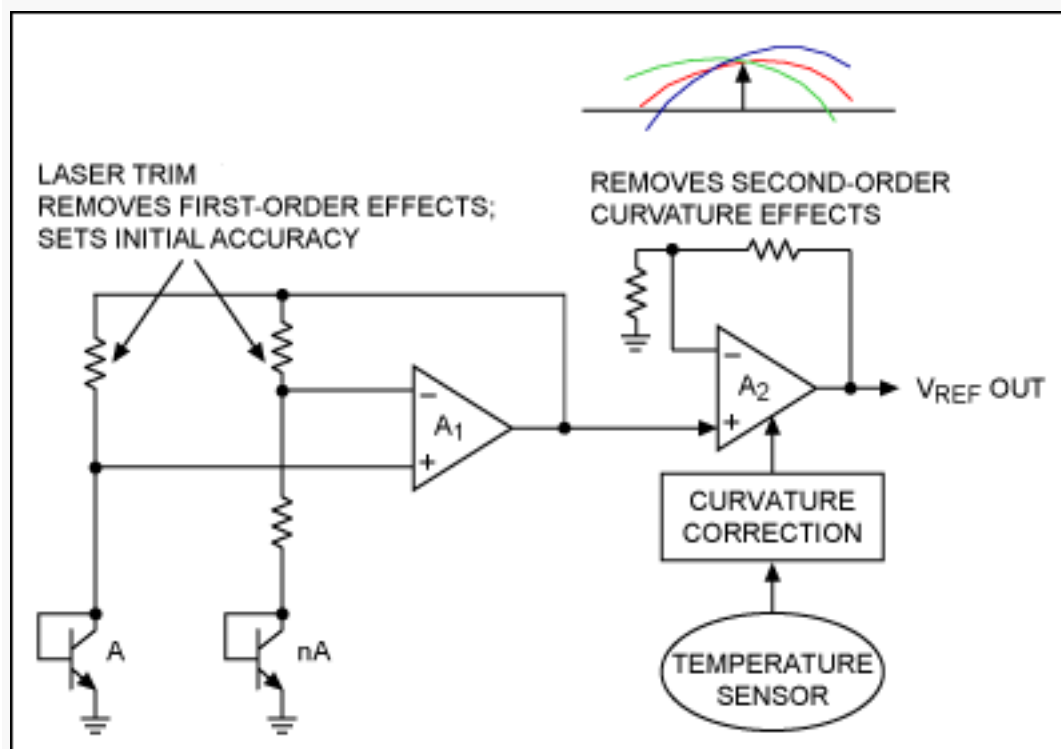 LASER TRIM
REMOVES FIRST-ORDER EFFECTS;
SETS INITIAL ACCURACY
REMOVES SECOND-ORDER
CURVATURE EFFECTS
−
A1
+
−
A2
+
VREF OUT
CURVATURE
CORRECTION
A
nA
TEMPERATURE
SENSOR